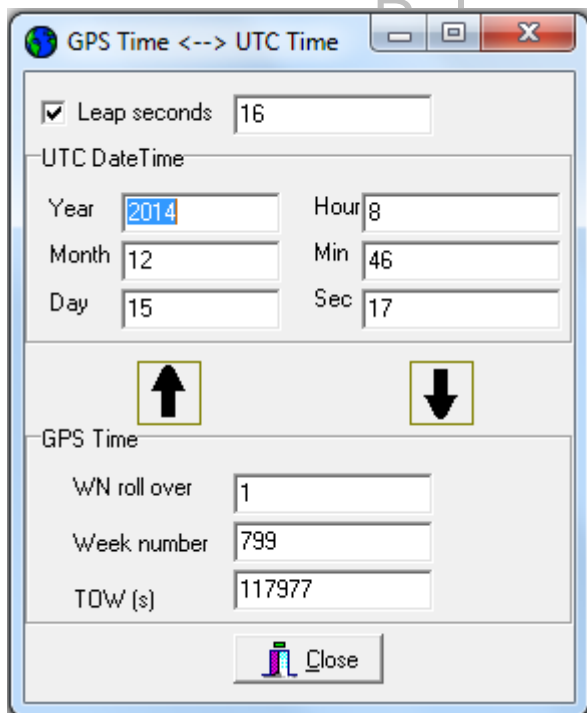 GPS Time <--> UTC Time
Leap seconds 16
UTC DateTime
Year 2014 Hour 8
Month 12 Min 46
Day 15 Sec 17
GPS Time
WN roll over 1
Week number 799
TOW (s) 117977
Close